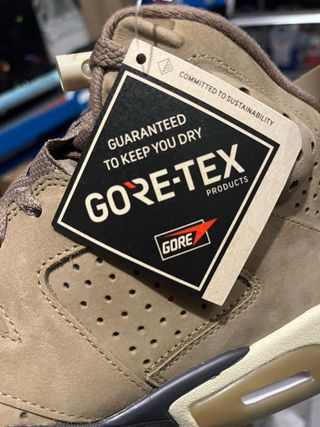 COMMITTED TO SUSTAINABILITY
GUARANTEED
TO KEEP YOU DRY
GORE-TEX
PRODUCTS
GORE